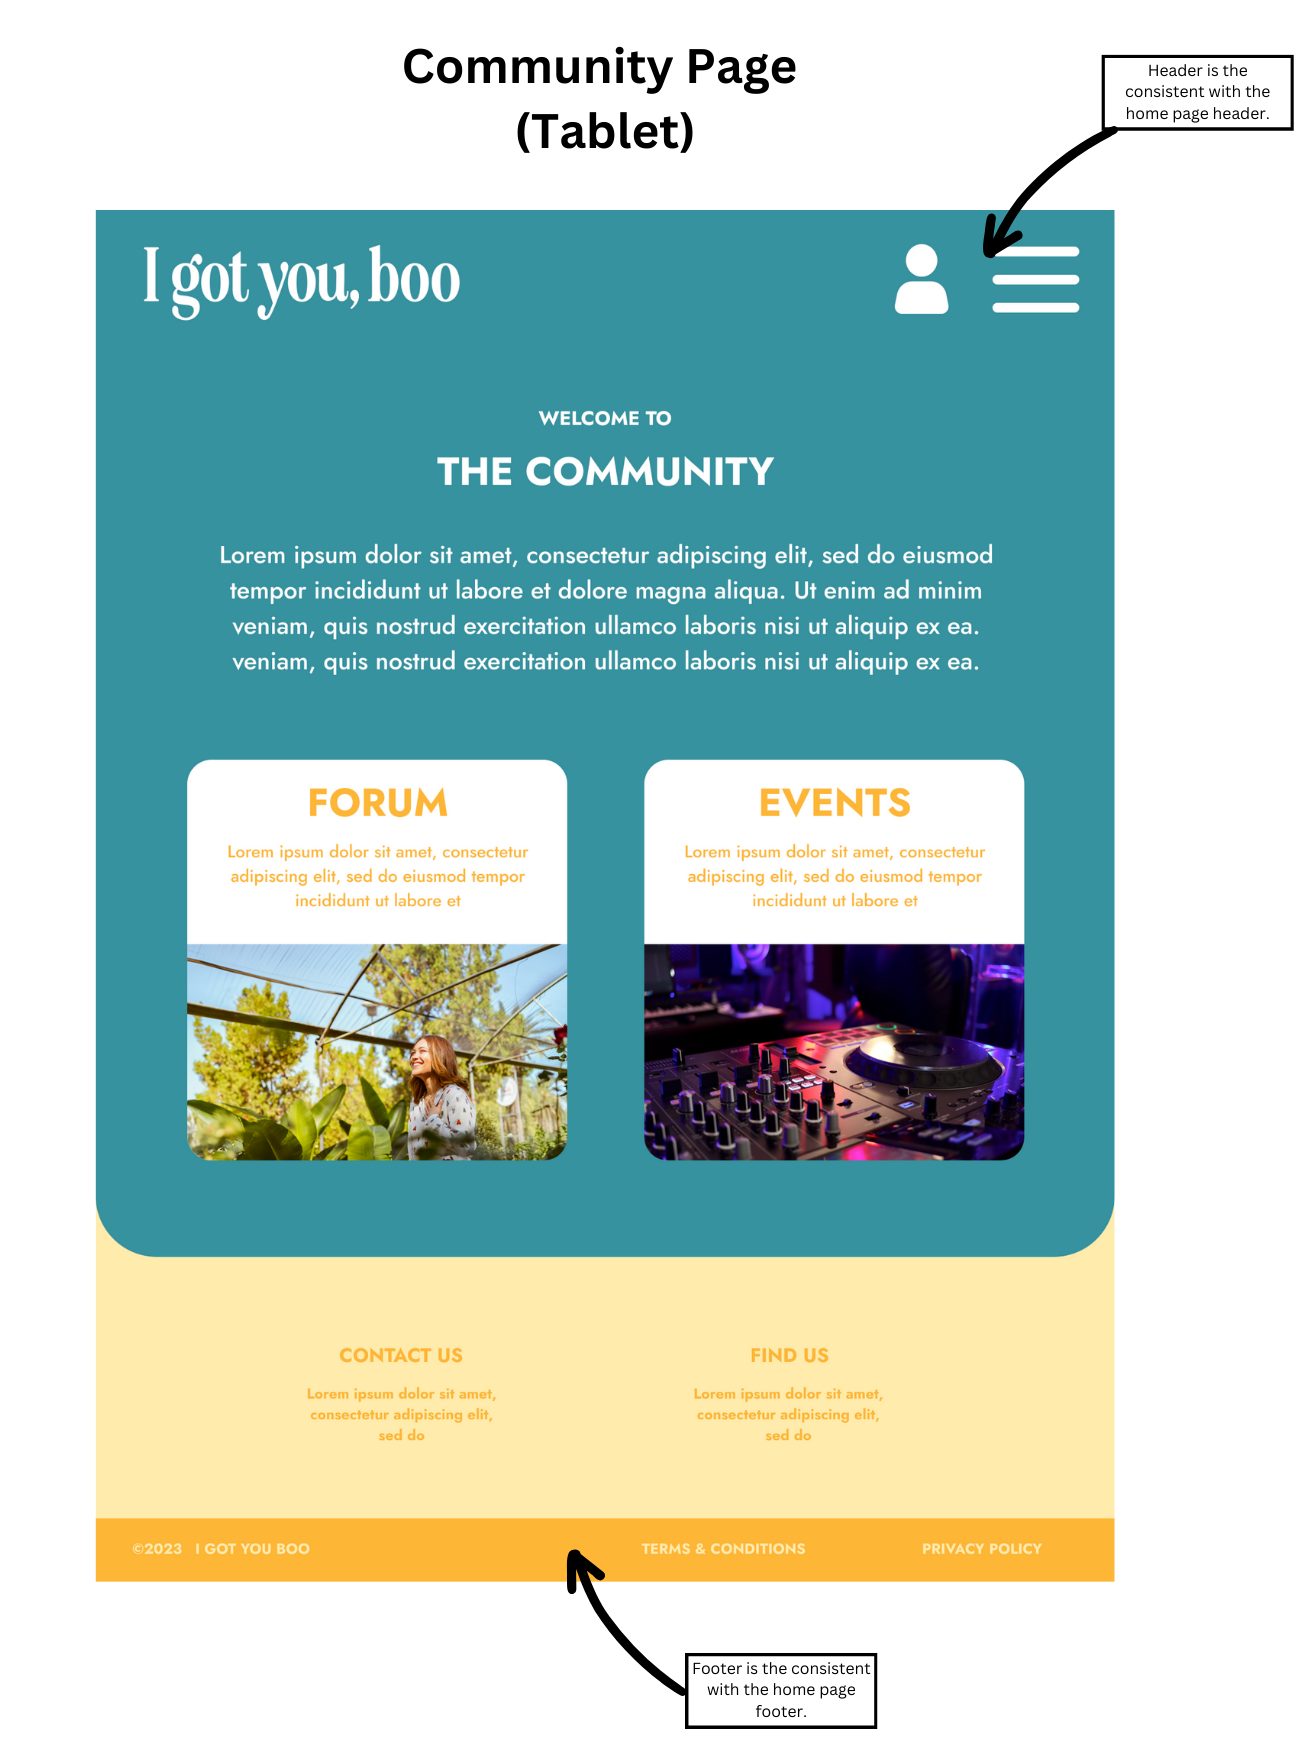 Community Page
(Tablet)
Header is the
consistent with the
home page header.
I got you, boo
WELCOME TO
THE COMMUNITY
Lorem ipsum dolor sit amet, consectetur adipiscing elit, sed do eiusmod
tempor incididunt ut labore et dolore magna aliqua. Ut enim ad minim
veniam, quis nostrud exercitation ullamco laboris nisi ut aliquip ex ea.
veniam, quis nostrud exercitation ullamco laboris nisi ut aliquip ex ea.
FORUM
Lorem ipsum dolor sit amet, consectetur
adipiscing elit, sed do eiusmod tempor
incididunt ut labore et
EVENTS
Lorem ipsum dolor sit amet, consectetur
adipiscing elit, sed do eiusmod tempor
incididunt ut labore et
CONTACT US
Lorem ipsum dolor sit amet,
consectetur adipiscing elit,
sed do
FIND US
Lorem ipsum dolor sit amet,
consectetur adipiscing elit,
sed do
©2023 I GOT YOU BOO
TERMS & CONDITIONS
PRIVACY POLICY
Footer is the consistent
with the home page
footer.